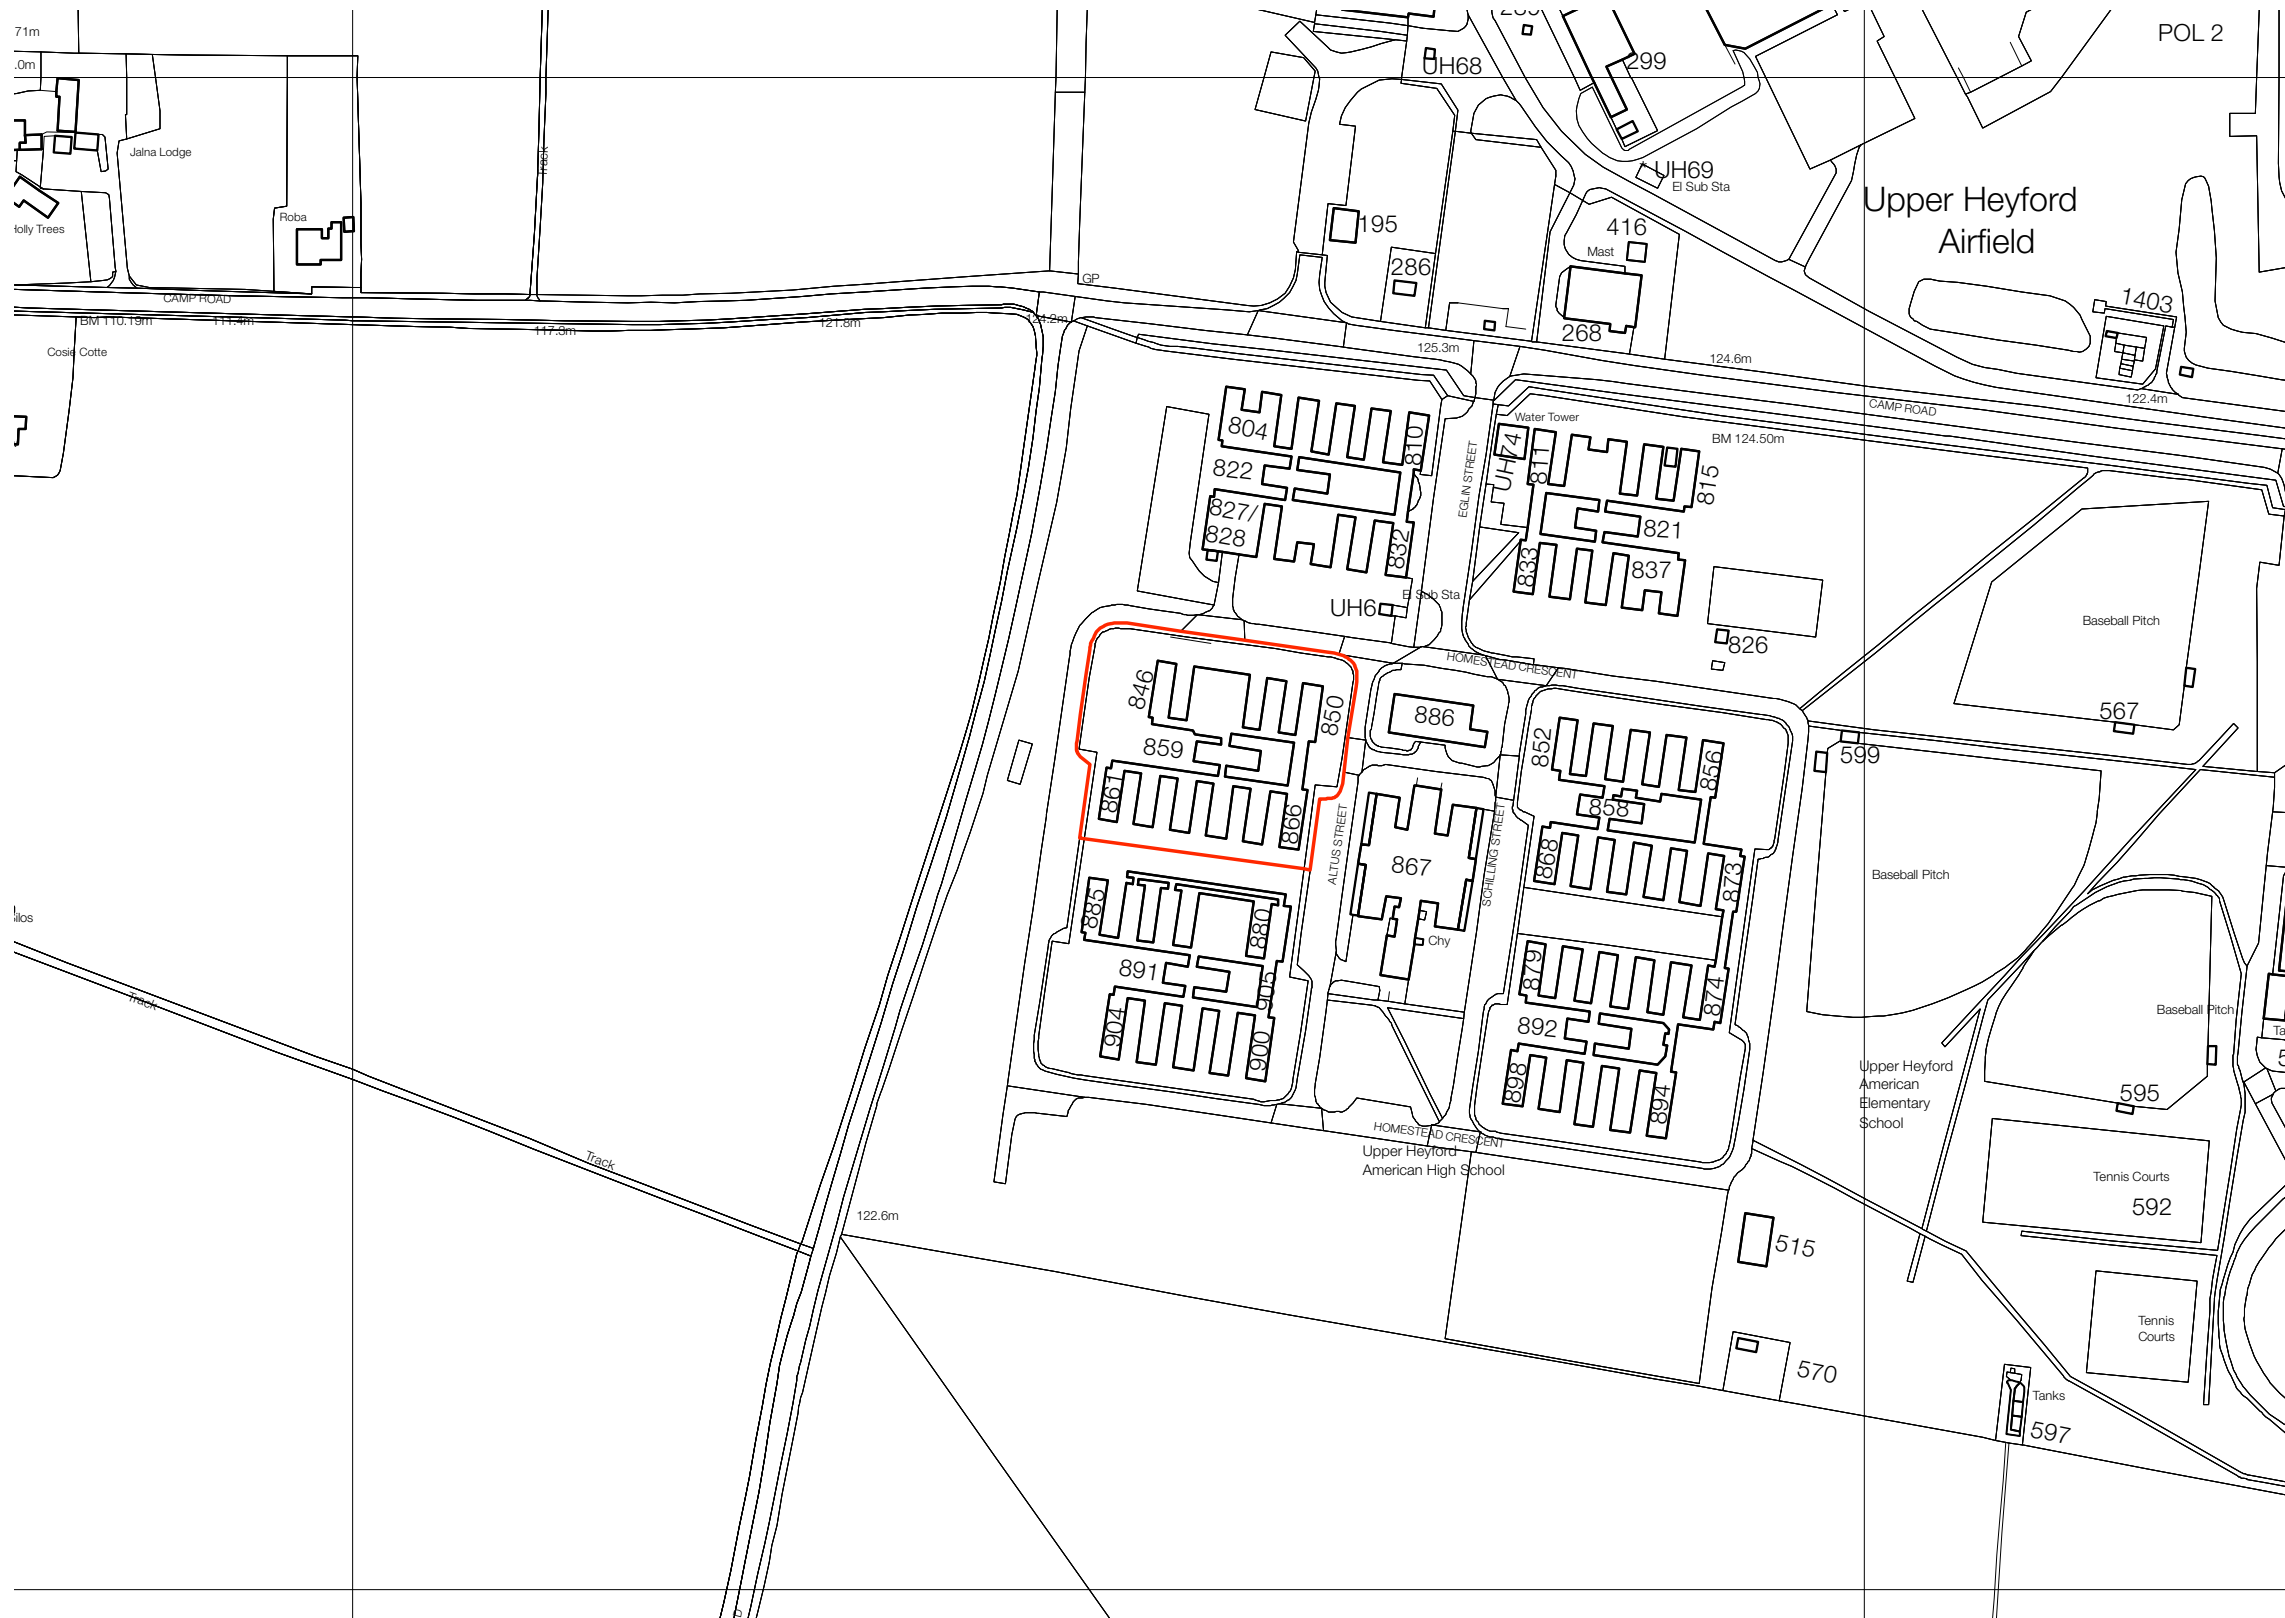 71m
.0m
POL 2
299
UH68
Jalna Lodge
Track
UH69
El Sub Sta
Upper Heyford
Airfield
Roba
195
416
Holly Trees
Mast
286
GP
CAMP ROAD
1403
BM 110.19m
111.4m
117.3m
121.8m
124.2m
268
125.3m
124.6m
Cosie Cotte
122.4m
CAMP ROAD
Water Tower
804
810
BM 124.50m
EGLIN STREET
UH74
811
815
822
827/
828
821
832
833
837
El Sub Sta
UH6
826
Baseball Pitch
HOMESTEAD CRESCENT
846
850
886
567
852
859
599
856
861
866
858
ALTUS STREET
SCHILLING STREET
867
868
873
Baseball Pitch
885
880
Chy
891
905
879
874
Track
Baseball Pitch
904
900
892
Upper Heyford
American
Elementary
School
898
894
595
HOMESTEAD CRESCENT
Upper Heyford
American High School
Track
Tennis Courts
592
122.6m
515
Tennis
Courts
570
Tanks
597